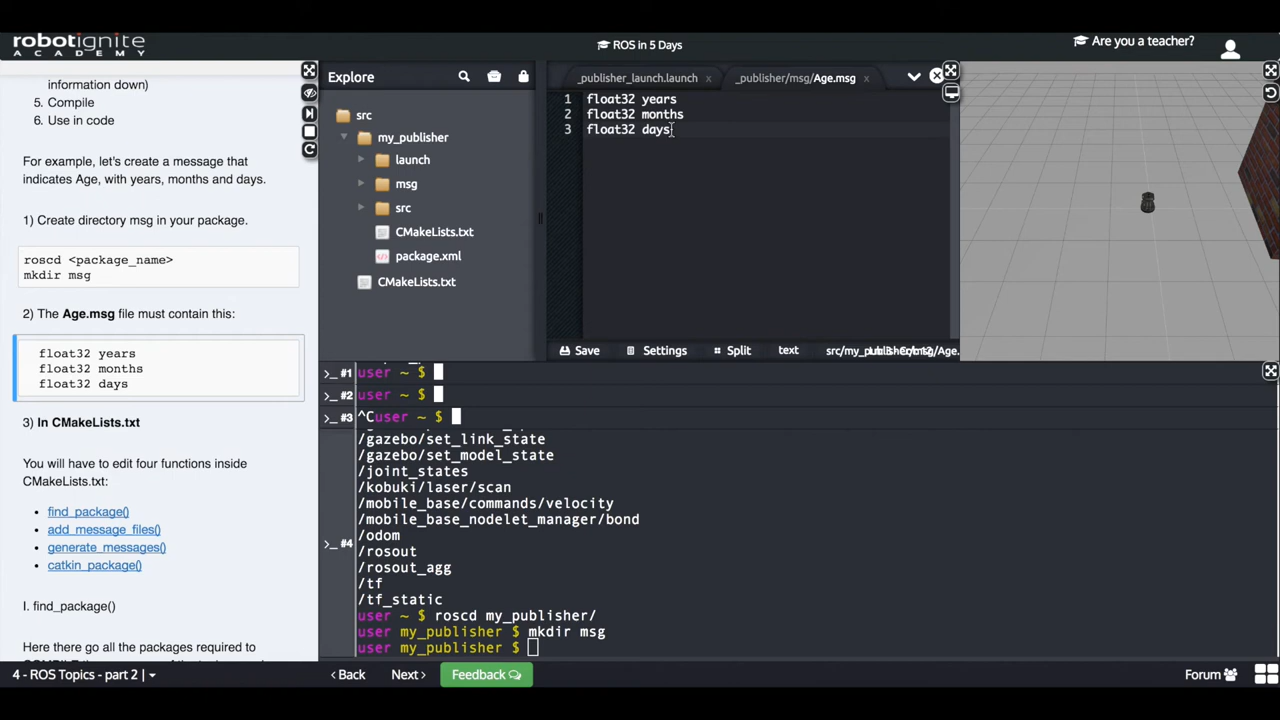 robotignite
ACADEMY
ROS in 5 Days
Are you a teacher?
information down)
5. Compile
6. Use in code
For example, let's create a message that
indicates Age, with years, months and days.
1) Create directory msg in your package.
roscd <package_name>
mkdir msg
2) The Age.msg file must contain this:
float32 years
float32 months
float32 days
3) In CMakeLists.txt
You will have to edit four functions inside
CMakeLists.txt:
find_package()
add_message_files()
generate_messages()
catkin_package()
I. find_package()
Here there go all the packages required to
Explore
src
my_publisher
launch
msg
src
CMakeLists.txt
package.xml
CMakeLists.txt
_publisher_launch.launch x
_publisher/msg/Age.msg x
1 float32 years
2 float32 months
3 float32 days
Save Settings Split text
>_ #1 user ~ $
>_ #2 user ~ $
>_ #3 ^Cuser ~ $
/gazebo/set_link_state
/gazebo/set_model_state
/joint_states
/kobuki/laser/scan
/mobile_base/commands/velocity
/mobile_base_nodelet_manager/bond
>_ #4 /odom
/rosout
/rosout_agg
/tf
/tf_static
user ~ $ roscd my_publisher/
user my_publisher $ mkdir msg
user my_publisher $
4 - ROS Topics - part 2 |
Back Next Feedback Forum